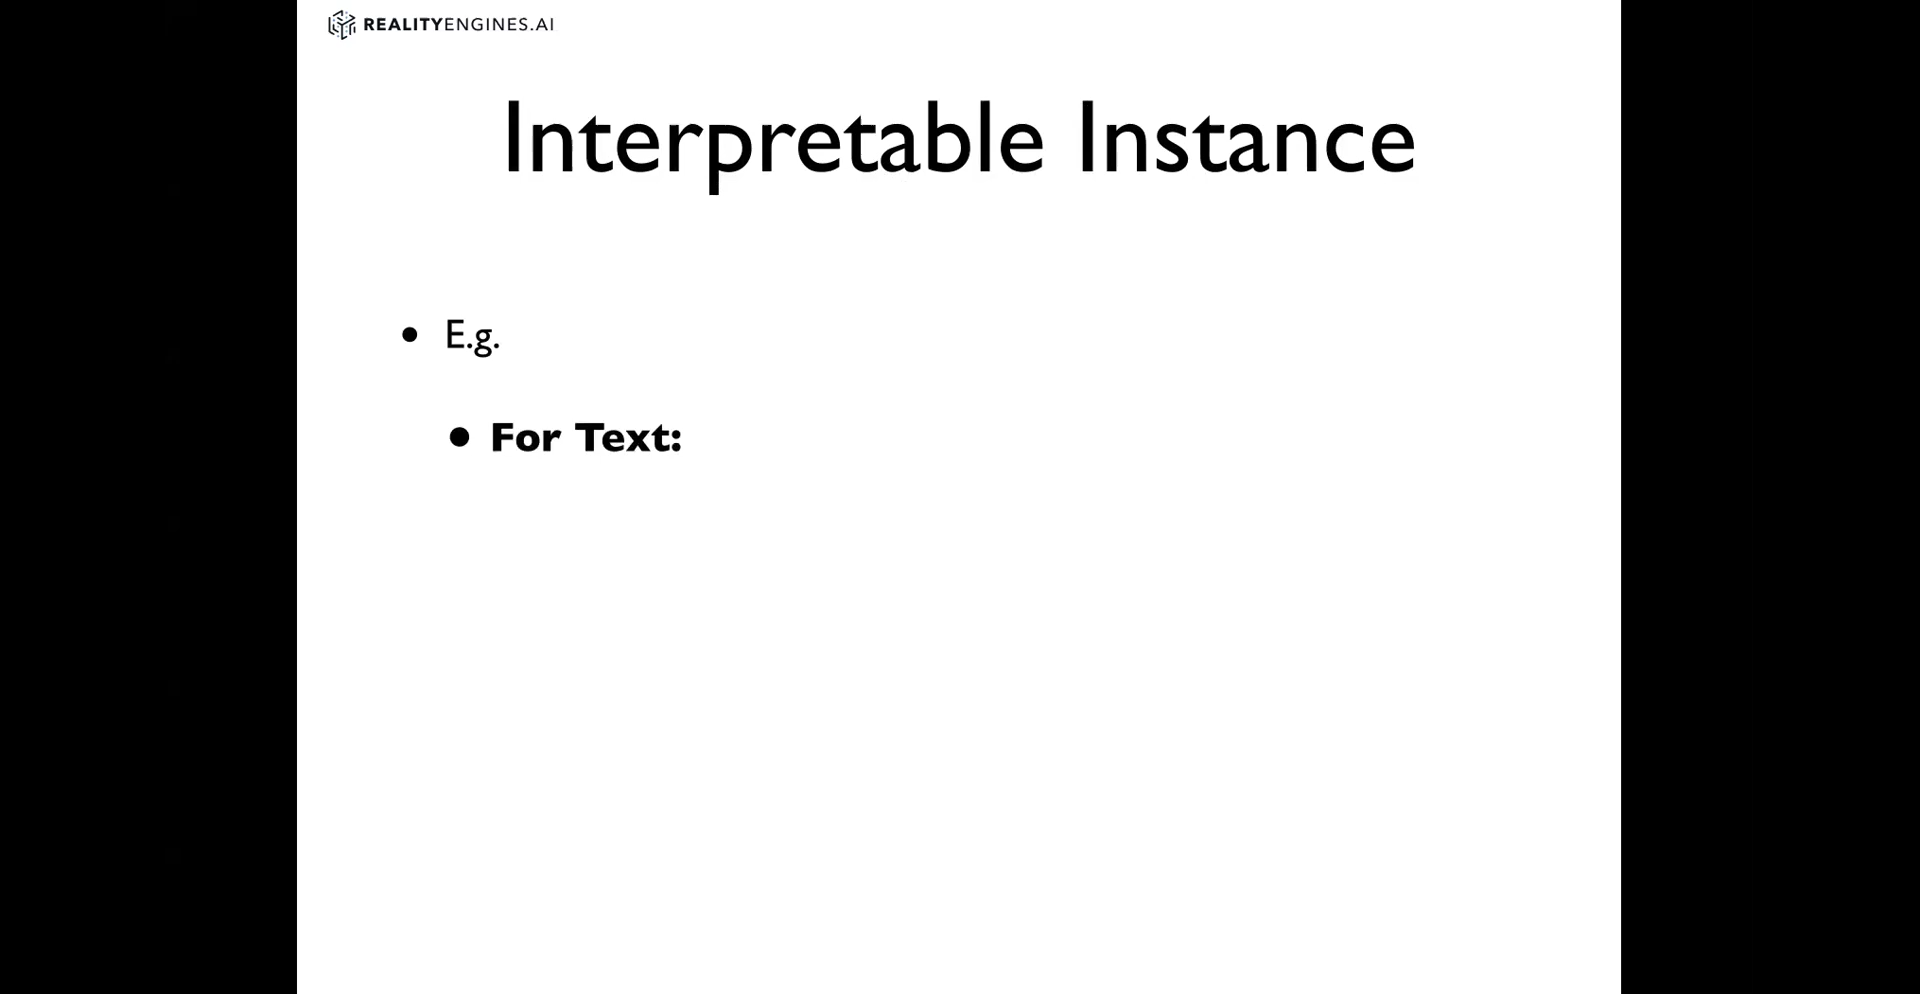 REALITYENGINES.AI
Interpretable Instance
• E.g.
• For Text: